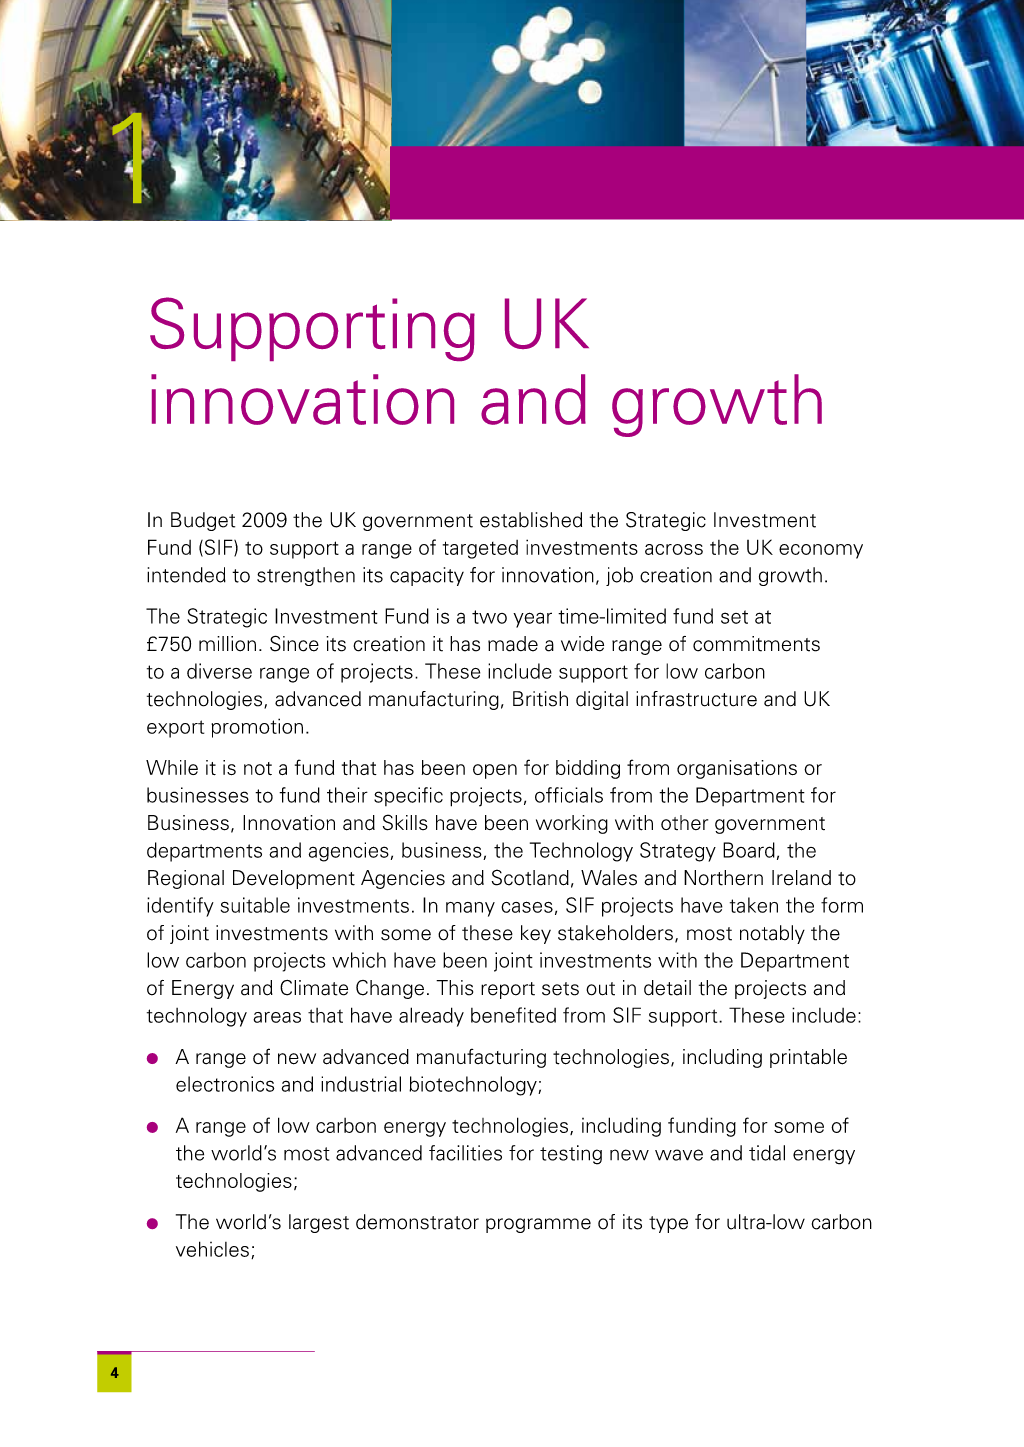 1
Supporting UK
innovation and growth
In Budget 2009 the UK government established the Strategic Investment
Fund (SIF) to support a range of targeted investments across the UK economy
intended to strengthen its capacity for innovation, job creation and growth.
The Strategic Investment Fund is a two year time-limited fund set at
£750 million. Since its creation it has made a wide range of commitments
to a diverse range of projects. These include support for low carbon
technologies, advanced manufacturing, British digital infrastructure and UK
export promotion.
While it is not a fund that has been open for bidding from organisations or
businesses to fund their specific projects, officials from the Department for
Business, Innovation and Skills have been working with other government
departments and agencies, business, the Technology Strategy Board, the
Regional Development Agencies and Scotland, Wales and Northern Ireland to
identify suitable investments. In many cases, SIF projects have taken the form
of joint investments with some of these key stakeholders, most notably the
low carbon projects which have been joint investments with the Department
of Energy and Climate Change. This report sets out in detail the projects and
technology areas that have already benefited from SIF support. These include:
● A range of new advanced manufacturing technologies, including printable
electronics and industrial biotechnology;
● A range of low carbon energy technologies, including funding for some of
the world’s most advanced facilities for testing new wave and tidal energy
technologies;
● The world’s largest demonstrator programme of its type for ultra-low carbon
vehicles;
4